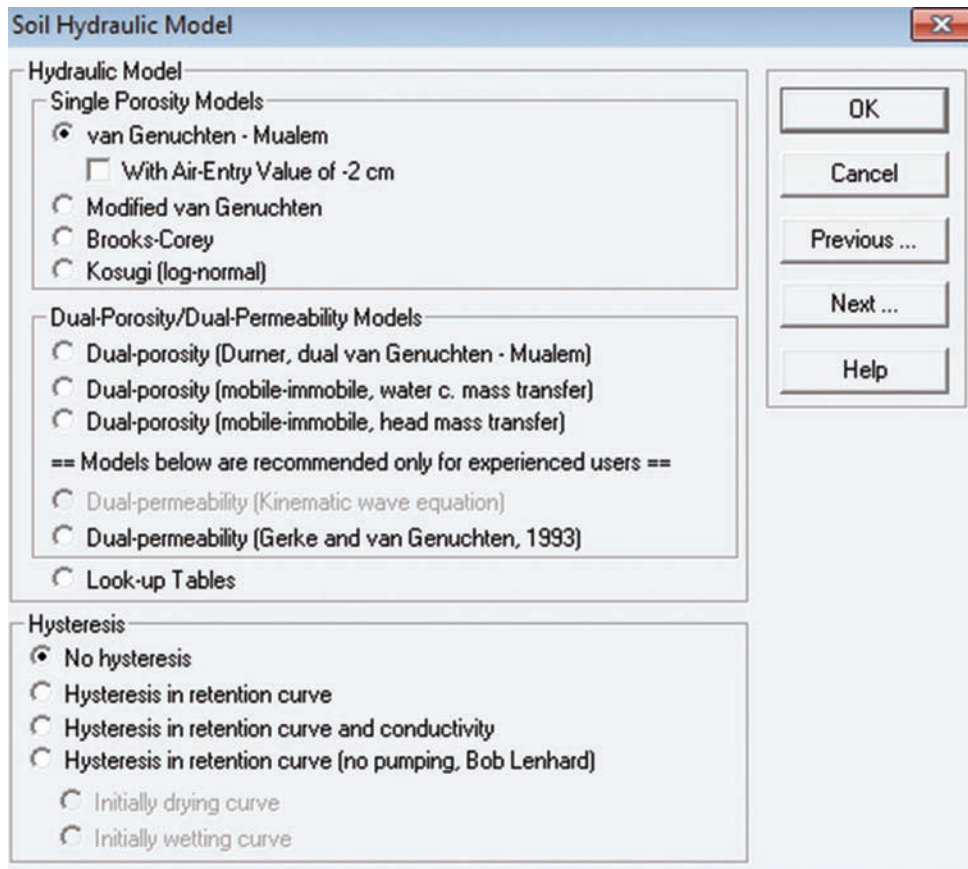 Soil Hydraulic Model
Hydraulic Model
Single Porosity Models
van Genuchten - Mualem
With Air-Entry Value of -2 cm
Modified van Genuchten
Brooks-Corey
Kosugi (log-normal)
Dual-Porosity/Dual-Permeability Models
Dual-porosity (Durner, dual van Genuchten - Mualem)
Dual-porosity (mobile-immobile, water c. mass transfer)
Dual-porosity (mobile-immobile, head mass transfer)
== Models below are recommended only for experienced users ==
Dual-permeability (Kinematic wave equation)
Dual-permeability (Gerke and van Genuchten, 1993)
Look-up Tables
Hysteresis
No hysteresis
Hysteresis in retention curve
Hysteresis in retention curve and conductivity
Hysteresis in retention curve (no pumping, Bob Lenhard)
Initially drying curve
Initially wetting curve
OK
Cancel
Previous ...
Next ...
Help